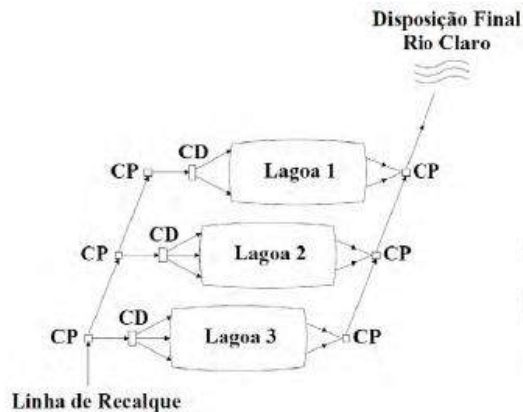 Disposição Final
Rio Claro
CD
CP
Lagoa 1
CP
CD
CP
Lagoa 2
CP
CD
CP
Lagoa 3
CP
Linha de Recalque